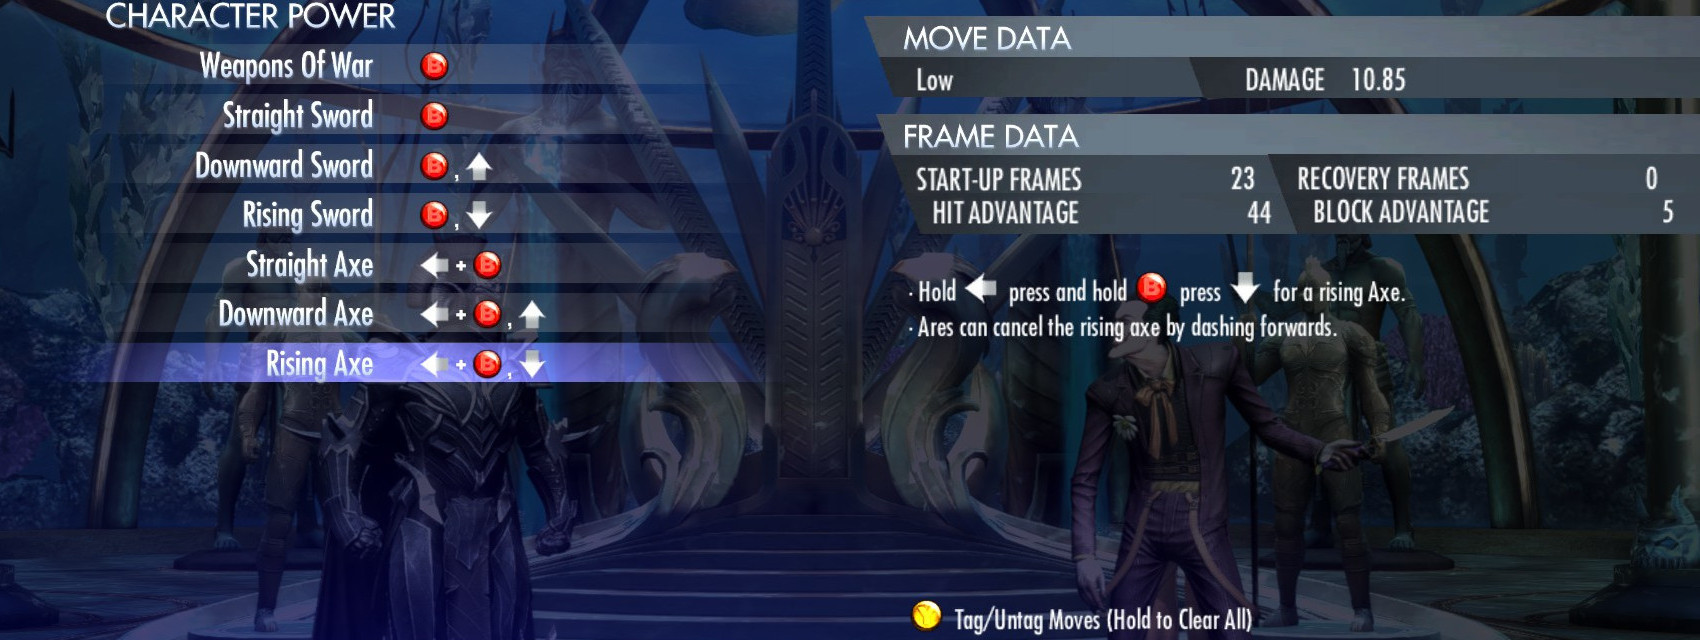 CHARACTER POWER
Weapons Of War B
Straight Sword B
Downward Sword B ,
Rising Sword B ,
Straight Axe + B
Downward Axe + B ,
Rising Axe + B ,
MOVE DATA
Low DAMAGE 10.85
FRAME DATA
START-UP FRAMES 23 RECOVERY FRAMES 0
HIT ADVANTAGE 44 BLOCK ADVANTAGE 5
· Hold press and hold B press for a rising Axe.
· Ares can cancel the rising axe by dashing forwards.
Y Tag/Untag Moves (Hold to Clear All)